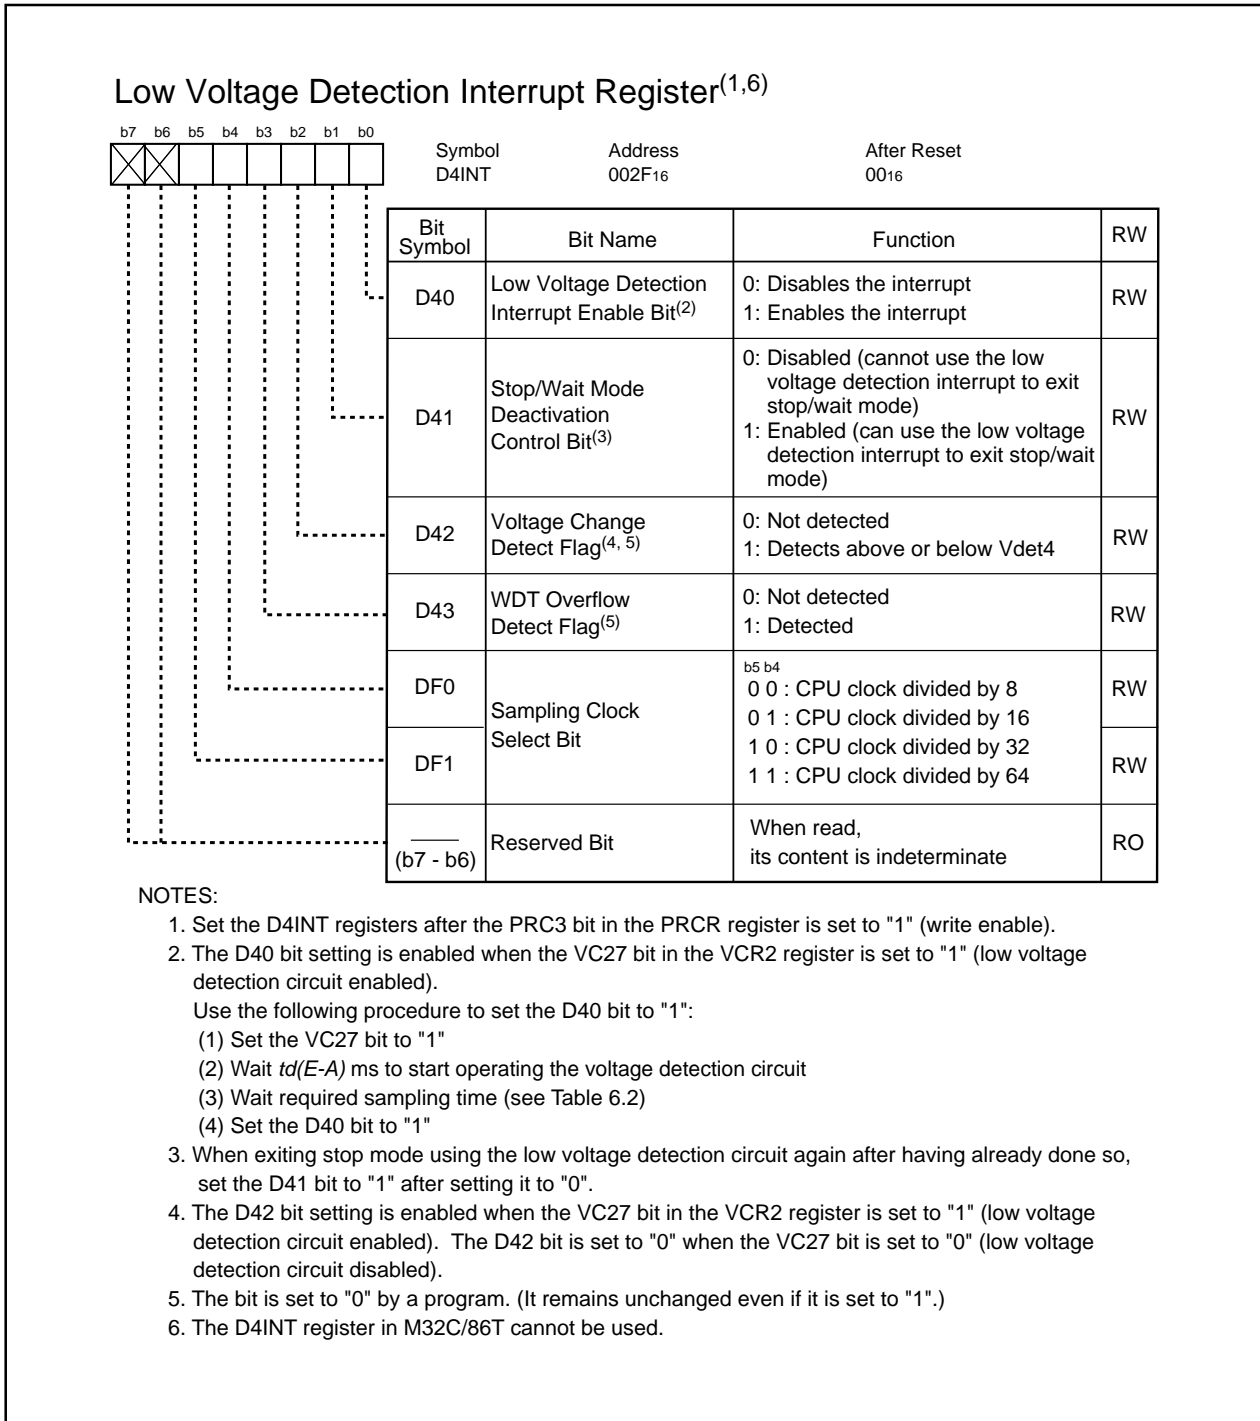 Low Voltage Detection Interrupt Register(1,6)
b7 b6 b5 b4 b3 b2 b1 b0
Symbol Address After Reset
D4INT 002F16 0016
Bit Symbol Bit Name Function RW
D40 Low Voltage Detection Interrupt Enable Bit(2) 0: Disables the interrupt RW
1: Enables the interrupt
D41 Stop/Wait Mode Deactivation Control Bit(3) 0: Disabled (cannot use the low
voltage detection interrupt to exit
stop/wait mode) RW
1: Enabled (can use the low voltage
detection interrupt to exit stop/wait
mode)
D42 Voltage Change Detect Flag(4, 5) 0: Not detected RW
1: Detects above or below Vdet4
D43 WDT Overflow Detect Flag(5) 0: Not detected RW
1: Detected
b5 b4
DF0 Sampling Clock Select Bit 0 0 : CPU clock divided by 8 RW
0 1 : CPU clock divided by 16
DF1 1 0 : CPU clock divided by 32 RW
1 1 : CPU clock divided by 64
(b7 - b6) Reserved Bit When read, RO
its content is indeterminate
NOTES:
1. Set the D4INT registers after the PRC3 bit in the PRCR register is set to "1" (write enable).
2. The D40 bit setting is enabled when the VC27 bit in the VCR2 register is set to "1" (low voltage
detection circuit enabled).
Use the following procedure to set the D40 bit to "1":
(1) Set the VC27 bit to "1"
(2) Wait td(E-A) ms to start operating the voltage detection circuit
(3) Wait required sampling time (see Table 6.2)
(4) Set the D40 bit to "1"
3. When exiting stop mode using the low voltage detection circuit again after having already done so,
set the D41 bit to "1" after setting it to "0".
4. The D42 bit setting is enabled when the VC27 bit in the VCR2 register is set to "1" (low voltage
detection circuit enabled). The D42 bit is set to "0" when the VC27 bit is set to "0" (low voltage
detection circuit disabled).
5. The bit is set to "0" by a program. (It remains unchanged even if it is set to "1".)
6. The D4INT register in M32C/86T cannot be used.